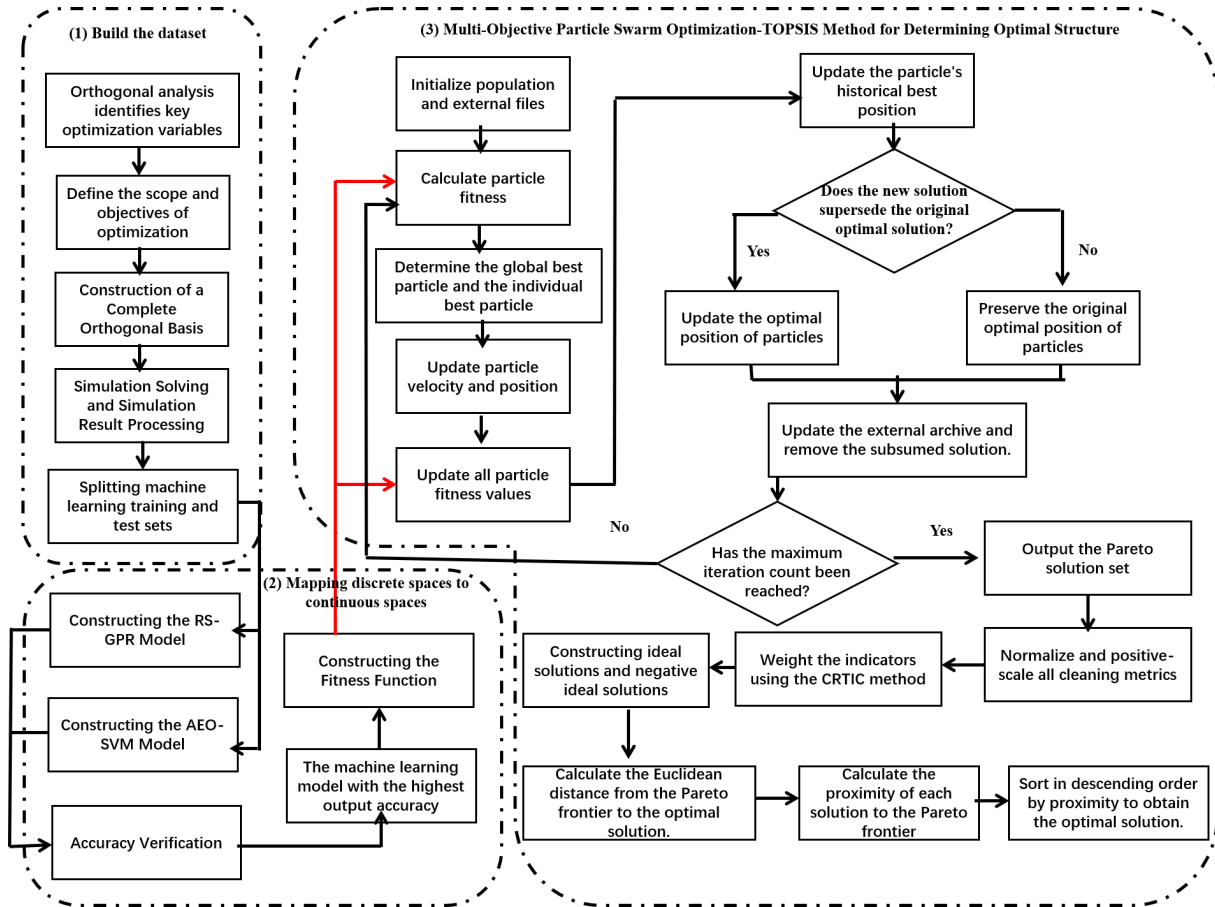 (1) Build the dataset
Orthogonal analysis
identifies key
optimization variables
Define the scope and
objectives of
optimization
Construction of a
Complete
Orthogonal Basis
Simulation Solving
and Simulation
Result Processing
Splitting machine
learning training and
test sets
(2) Mapping discrete spaces to
continuous spaces
Constructing the RS-
GPR Model
Constructing the AEO-
SVM Model
Accuracy Verification
The machine learning
model with the highest
output accuracy
Constructing the
Fitness Function
(3) Multi-Objective Particle Swarm Optimization-TOPSIS Method for Determining Optimal Structure
Initialize population
and external files
Calculate particle
fitness
Determine the global best
particle and the individual
best particle
Update particle
velocity and position
Update all particle
fitness values
Update the particle's
historical best
position
Does the new solution
supersede the original
optimal solution?
Yes
No
Update the optimal
position of particles
Preserve the original
optimal position of
particles
Update the external archive and
remove the subsumed solution.
Has the maximum
iteration count been
reached?
No
Yes
Output the Pareto
solution set
Normalize and positive-
scale all cleaning metrics
Weight the indicators
using the CRTIC method
Constructing ideal
solutions and negative
ideal solutions
Calculate the Euclidean
distance from the Pareto
frontier to the optimal
solution.
Calculate the
proximity of each
solution to the Pareto
frontier
Sort in descending order
by proximity to obtain
the optimal solution.